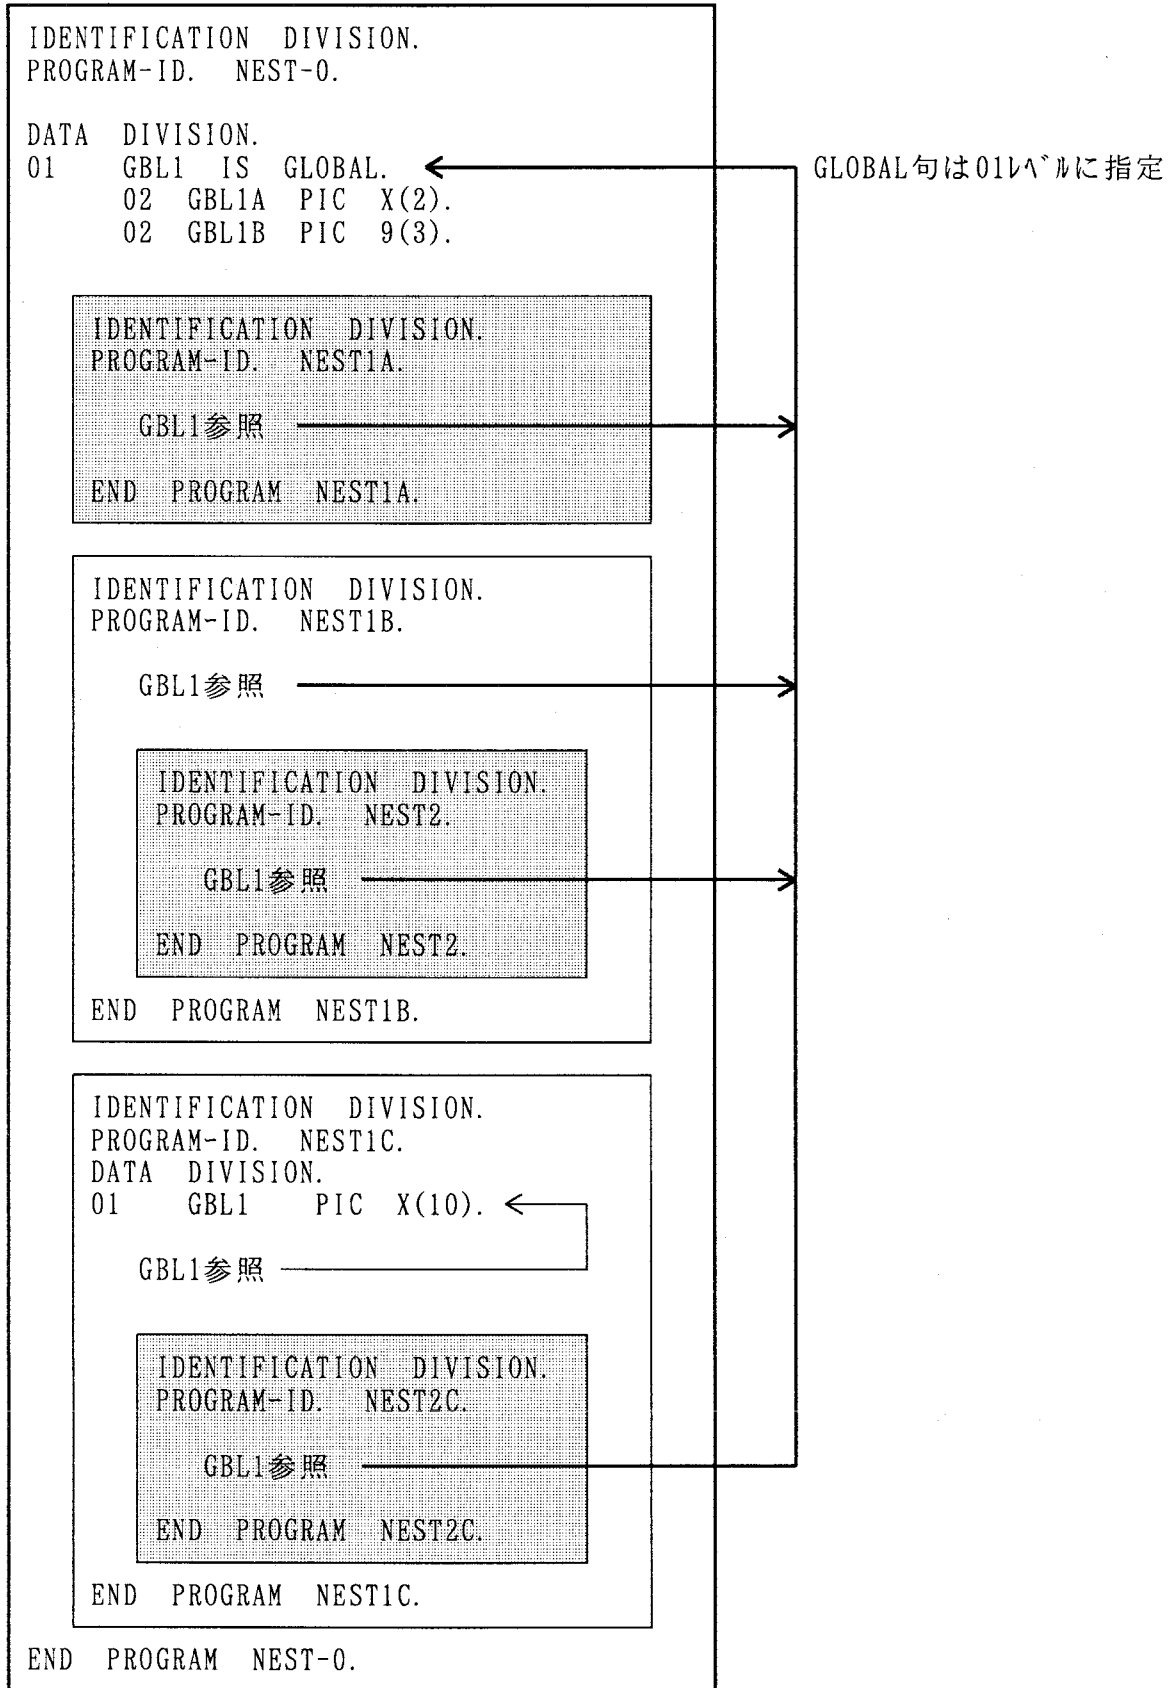 IDENTIFICATION DIVISION.
PROGRAM-ID. NEST-0.
DATA DIVISION.
01 GBL1 IS GLOBAL.
GLOBAL句は01ﾚﾍﾞﾙに指定
02 GBL1A PIC X(2).
02 GBL1B PIC 9(3).
IDENTIFICATION DIVISION.
PROGRAM-ID. NEST1A.
GBL1参照
END PROGRAM NEST1A.
IDENTIFICATION DIVISION.
PROGRAM-ID. NEST1B.
GBL1参照
IDENTIFICATION DIVISION.
PROGRAM-ID. NEST2.
GBL1参照
END PROGRAM NEST2.
END PROGRAM NEST1B.
IDENTIFICATION DIVISION.
PROGRAM-ID. NEST1C.
DATA DIVISION.
01 GBL1 PIC X(10).
GBL1参照
IDENTIFICATION DIVISION.
PROGRAM-ID. NEST2C.
GBL1参照
END PROGRAM NEST2C.
END PROGRAM NEST1C.
END PROGRAM NEST-0.